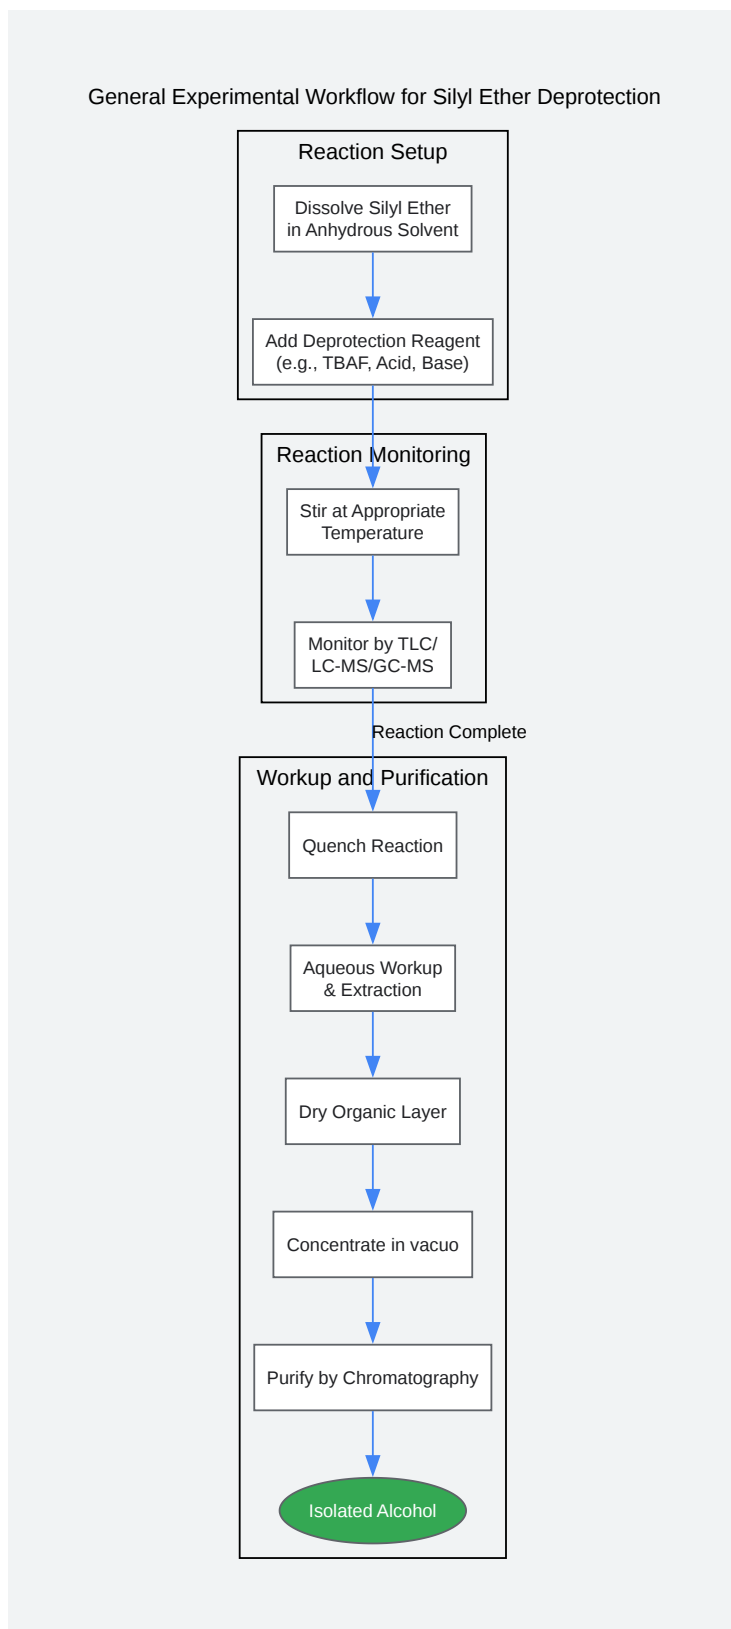 General Experimental Workflow for Silyl Ether Deprotection
Reaction Setup
Dissolve Silyl Ether
in Anhydrous Solvent
Add Deprotection Reagent
(e.g., TBAF, Acid, Base)
Reaction Monitoring
Stir at Appropriate
Temperature
Monitor by TLC/
LC-MS/GC-MS
Reaction Complete
Workup and Purification
Quench Reaction
Aqueous Workup
& Extraction
Dry Organic Layer
Concentrate in vacuo
Purify by Chromatography
Isolated Alcohol